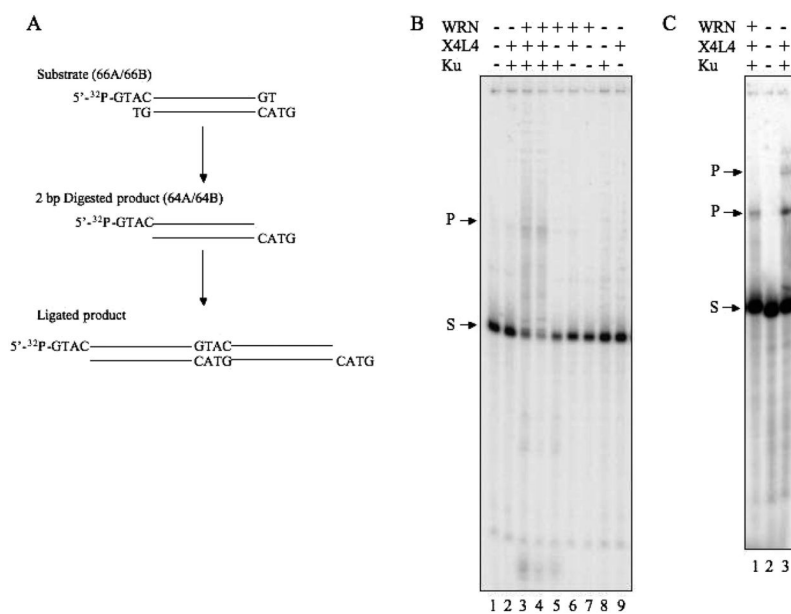 A
Substrate (66A/66B)
5'-³²P-GTAC GT
TG CATG
2 bp Digested product (64A/64B)
5'-³²P-GTAC
CATG
Ligated product
5'-³²P-GTAC GTAC
CATG CATG
B
WRN - - + + + + + - -
X4L4 - + + + - + - - +
Ku - + + + + - - + -
P
S
1 2 3 4 5 6 7 8 9
C
WRN + - -
X4L4 + - +
Ku + - +
P
P
S
1 2 3